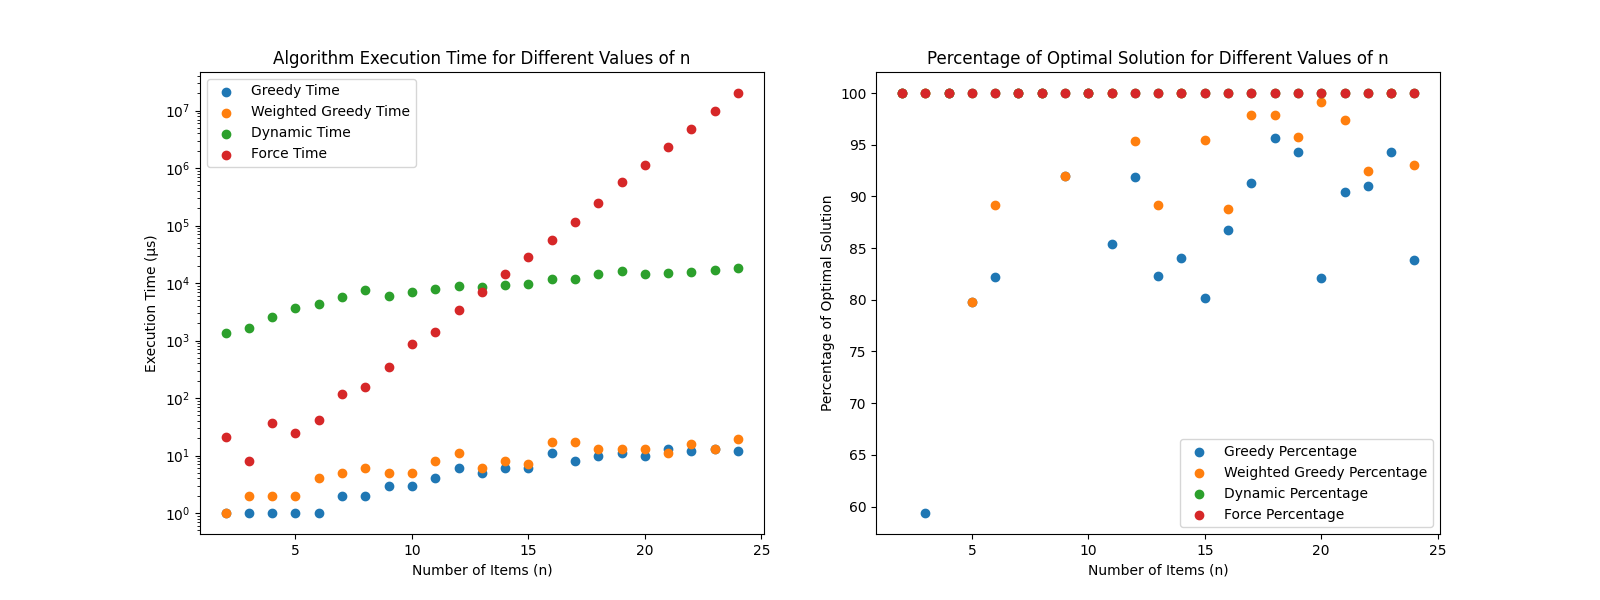 Algorithm Execution Time for Different Values of n
Greedy Time
Weighted Greedy Time
Dynamic Time
Force Time
10⁷
10⁶
10⁵
10⁴
10³
10²
10¹
10⁰
Execution Time (µs)
5
10
15
20
25
Number of Items (n)
Percentage of Optimal Solution for Different Values of n
100
95
90
85
80
75
70
65
60
Percentage of Optimal Solution
Greedy Percentage
Weighted Greedy Percentage
Dynamic Percentage
Force Percentage
5
10
15
20
25
Number of Items (n)